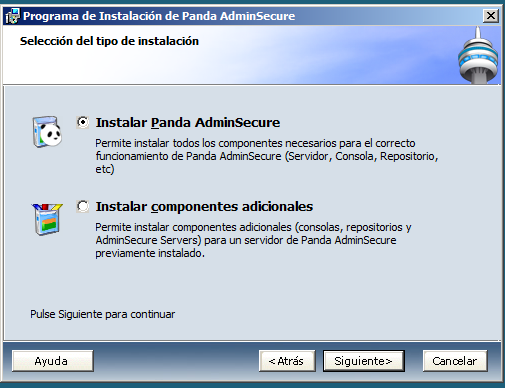 Programa de Instalación de Panda AdminSecure
Selección del tipo de instalación
Instalar Panda AdminSecure
Permite instalar todos los componentes necesarios para el correcto
funcionamiento de Panda AdminSecure (Servidor, Consola, Repositorio,
etc)
Instalar componentes adicionales
Permite instalar componentes adicionales (consolas, repositorios y
AdminSecure Servers) para un servidor de Panda AdminSecure
previamente instalado.
Pulse Siguiente para continuar
Ayuda
<Atrás
Siguiente>
Cancelar